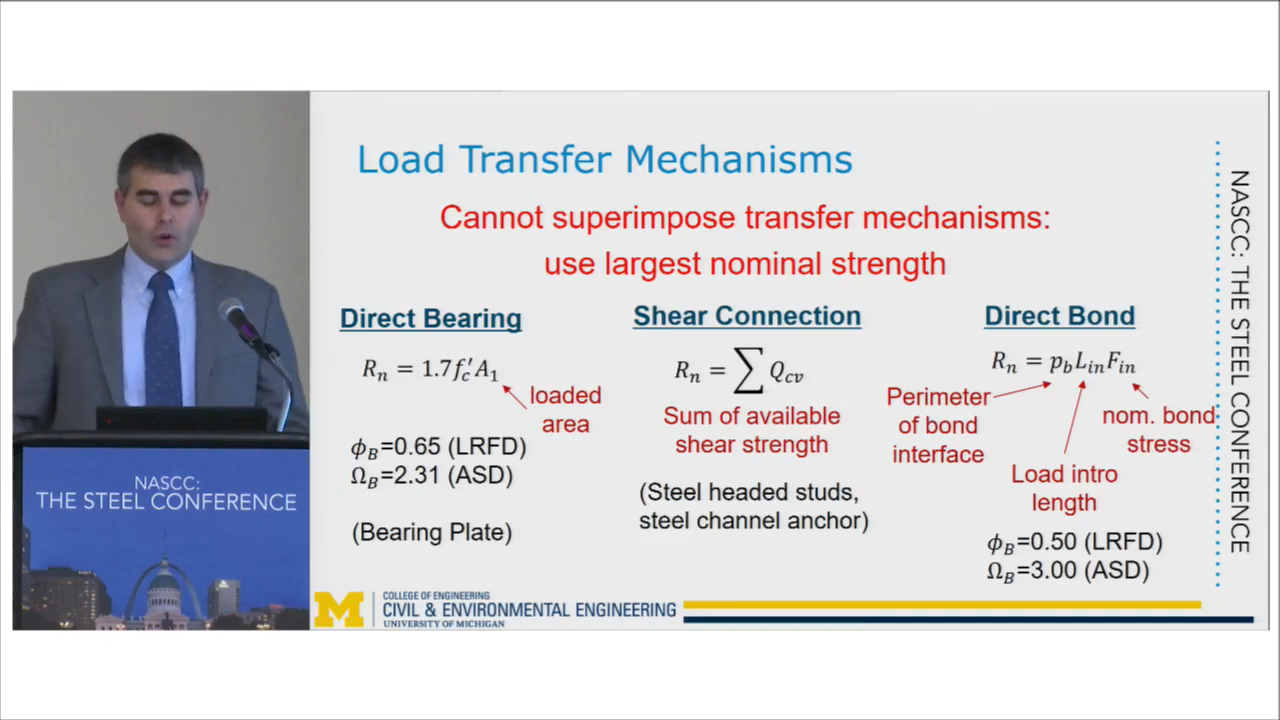 Load Transfer Mechanisms
Cannot superimpose transfer mechanisms:
use largest nominal strength
Direct Bearing
Rₙ = 1.7f′cA₁
loaded
area
ϕB=0.65 (LRFD)
ΩB=2.31 (ASD)
(Bearing Plate)
Shear Connection
Rₙ = ∑ Qcv
Sum of available
shear strength
(Steel headed studs,
steel channel anchor)
Direct Bond
Rₙ = pbLinFin
Perimeter
of bond
interface
Load intro
length
nom. bond
stress
ϕB=0.50 (LRFD)
ΩB=3.00 (ASD)
NASCC: THE STEEL CONFERENCE
NASCC:
THE STEEL CONFERENCE
M
COLLEGE OF ENGINEERING
CIVIL & ENVIRONMENTAL ENGINEERING
UNIVERSITY OF MICHIGAN